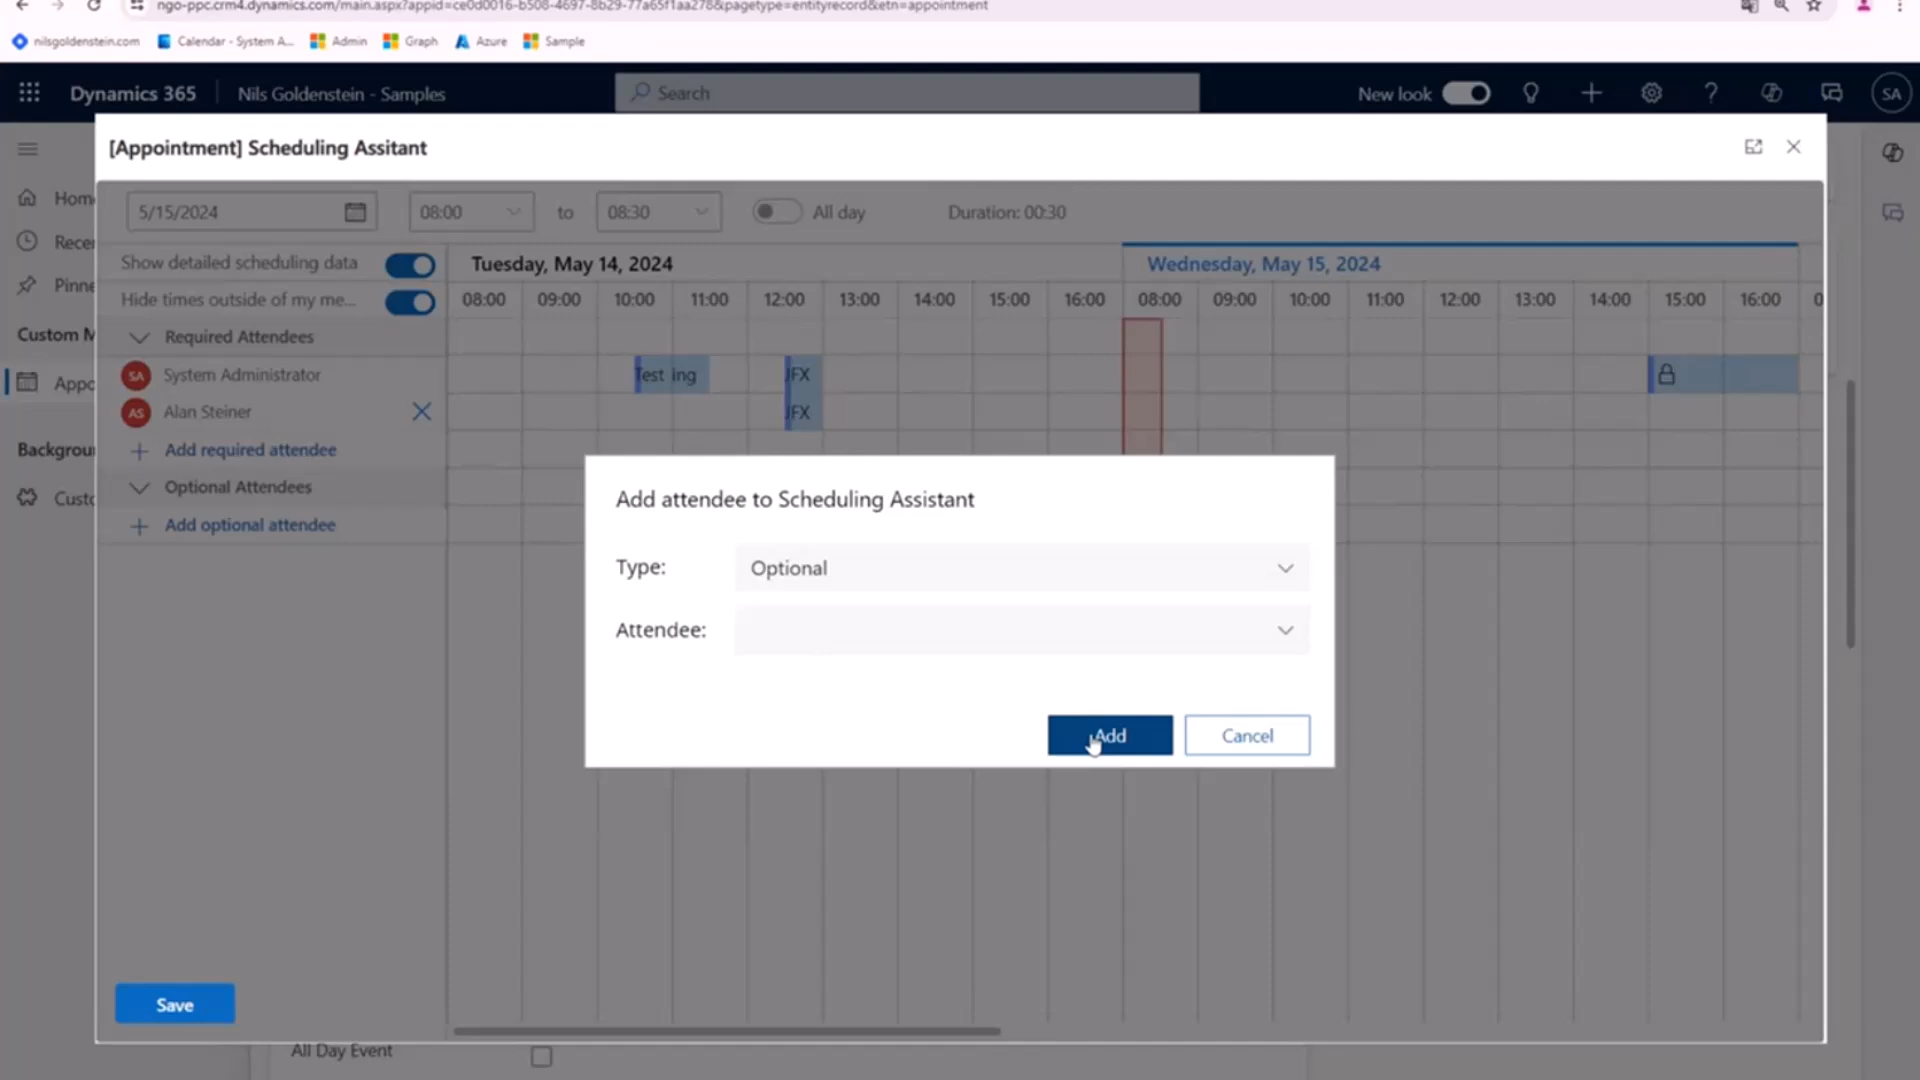 ngo-ppc.crm4.dynamics.com/main.aspx?appid=ce0d0016-b508-4697-8b29-77a65f1aa278&pagetype=entityrecord&etn=appointment
nilsgoldenstein.com Calendar - System A... Admin Graph Azure Sample
Dynamics 365 Nils Goldenstein - Samples Search New look SA
[Appointment] Scheduling Assitant
Hom 5/15/2024 08:00 to 08:30 All day Duration: 00:30
Recer Show detailed scheduling data Tuesday, May 14, 2024 Wednesday, May 15, 2024
Pinne Hide times outside of my me... 08:00 09:00 10:00 11:00 12:00 13:00 14:00 15:00 16:00 08:00 09:00 10:00 11:00 12:00 13:00 14:00 15:00 16:00 0
Custom M Required Attendees
Appo SA System Administrator Test ing JFX
AS Alan Steiner JFX
Backgrou Add required attendee
Custo Optional Attendees
Add optional attendee
Add attendee to Scheduling Assistant
Type: Optional
Attendee:
Add Cancel
Save
All Day Event